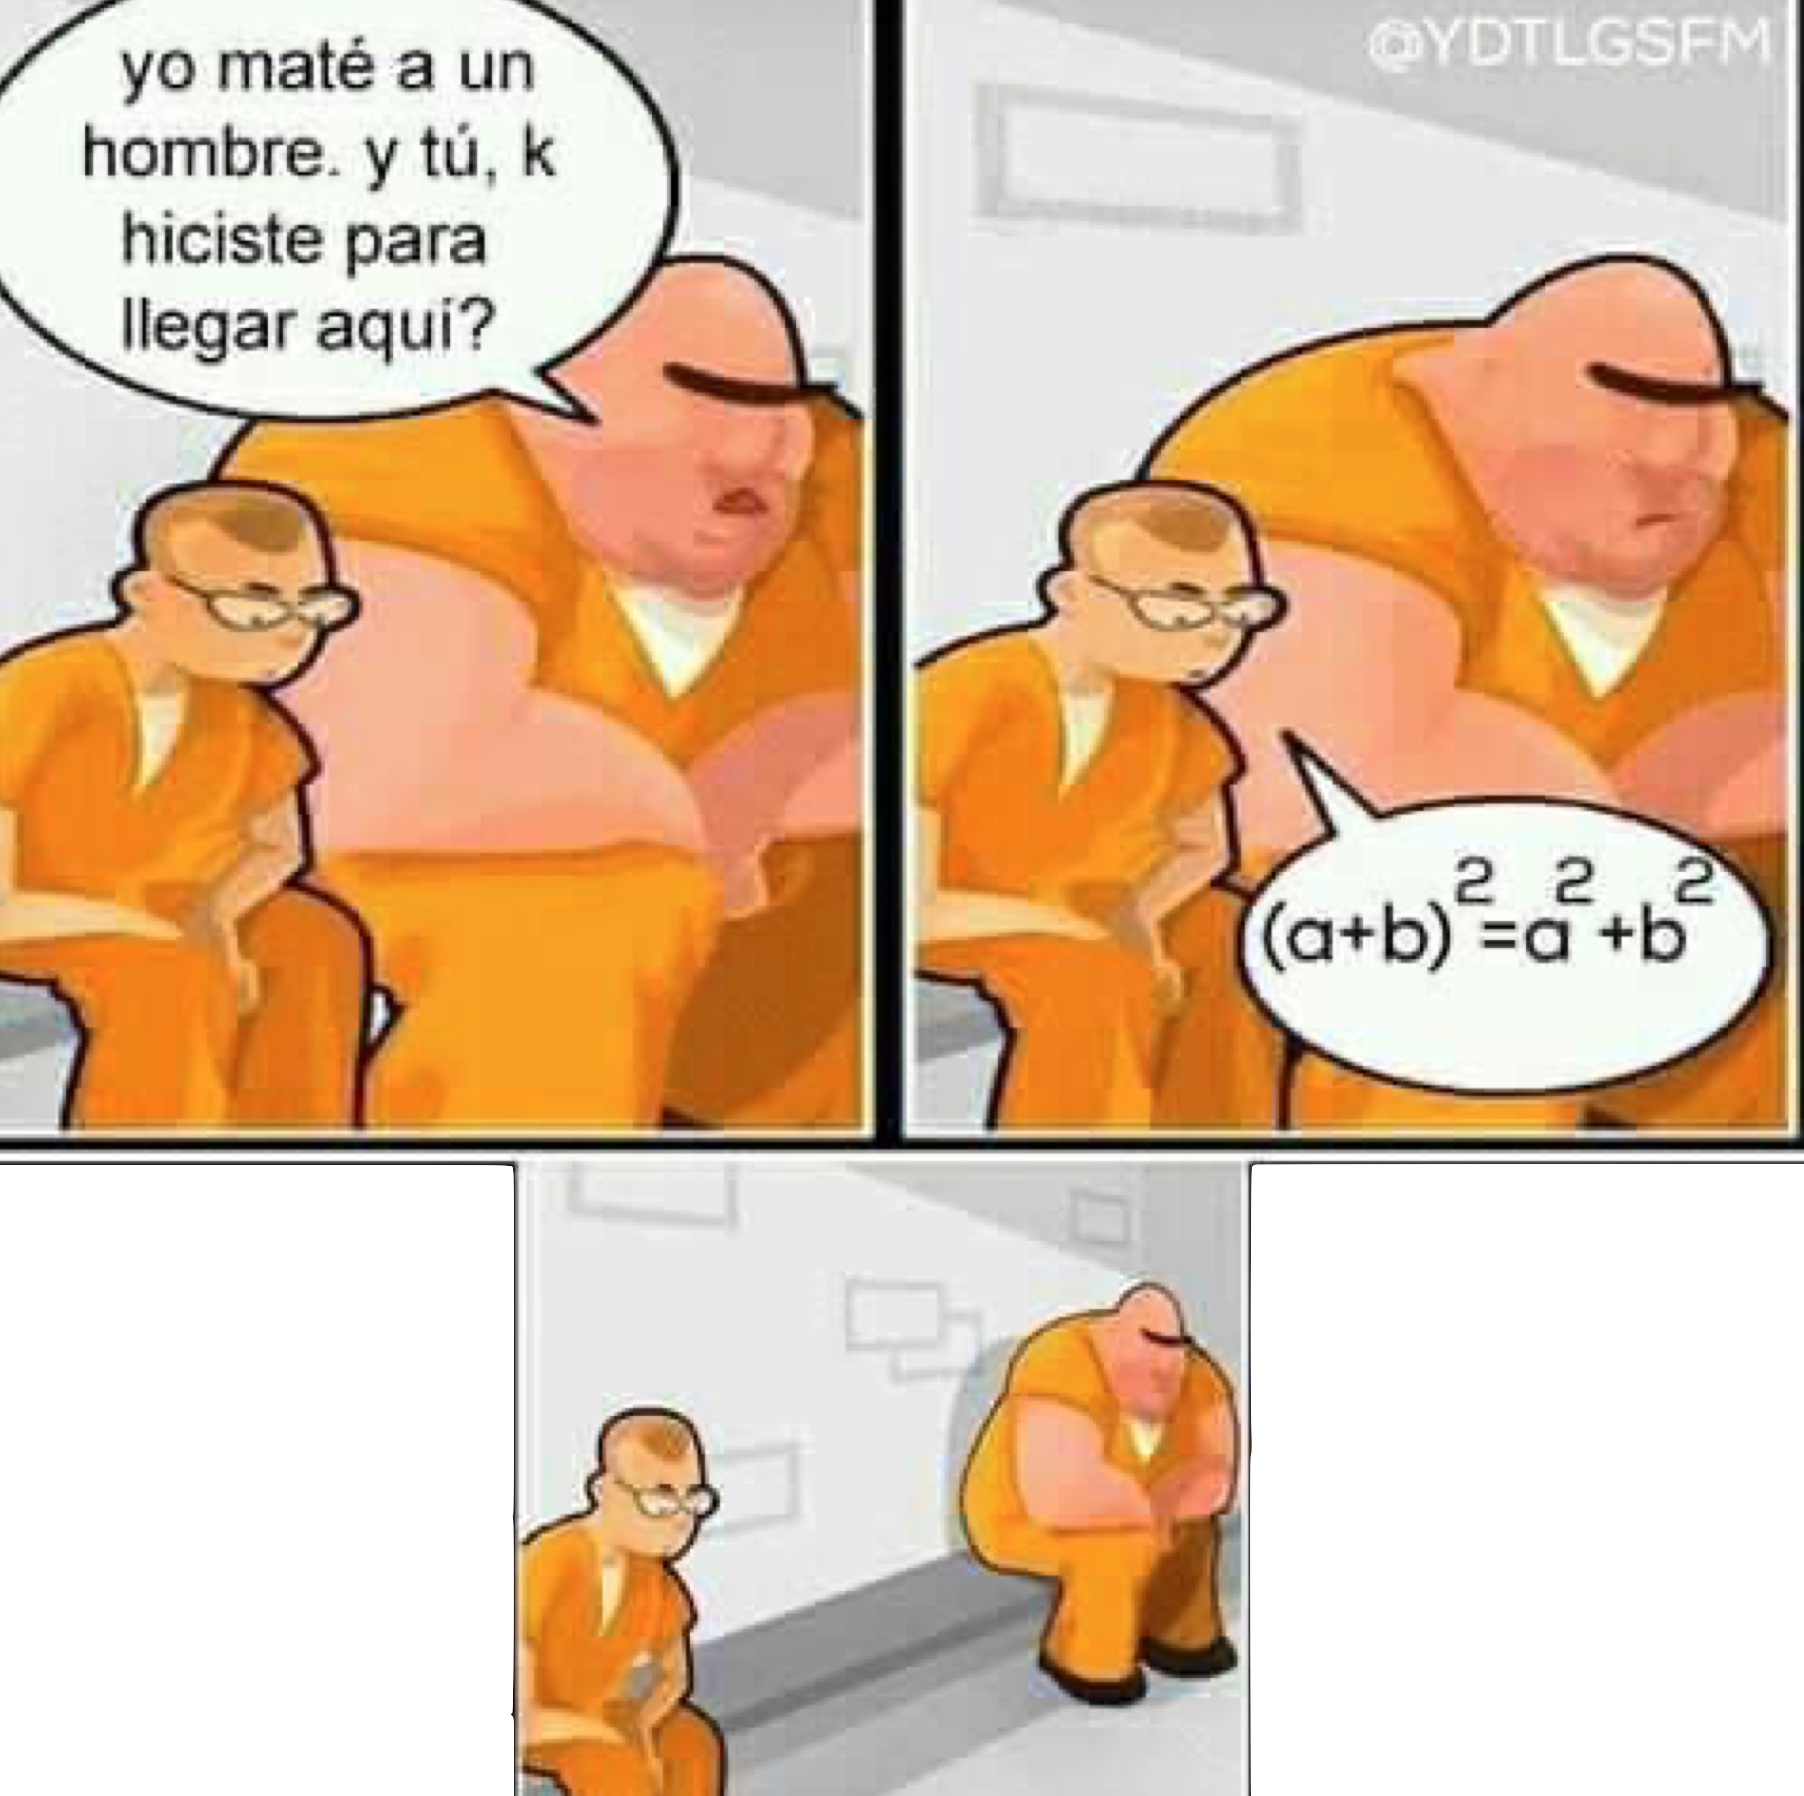 yo maté a un
hombre. y tú, k
hiciste para
llegar aquí?
@YDTLGSFM
(a+b)²=a²+b²